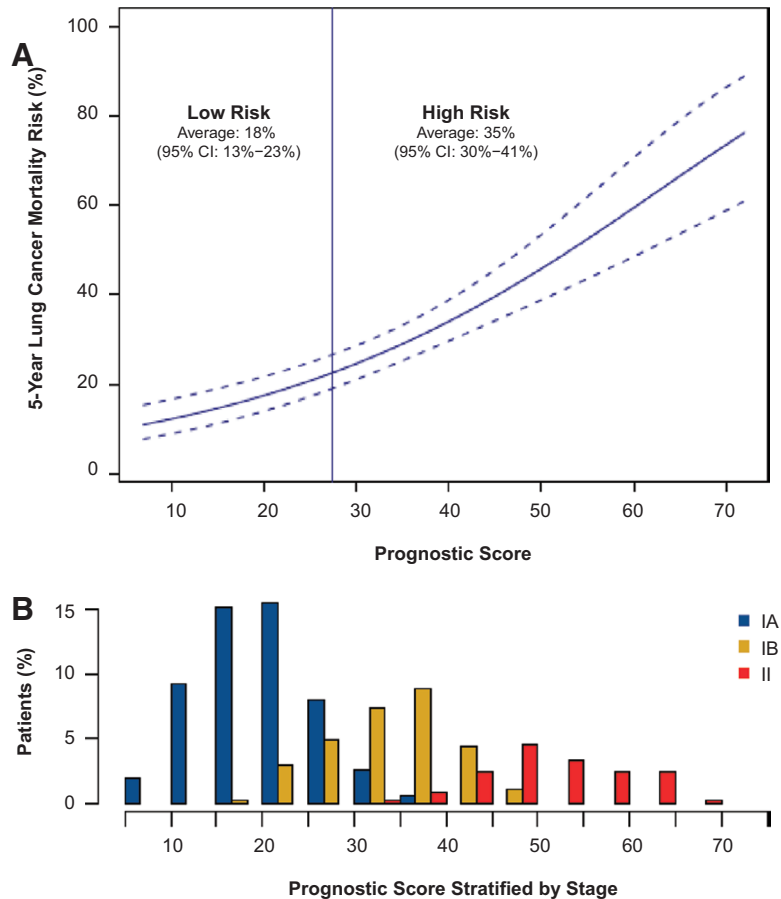 A
5-Year Lung Cancer Mortality Risk (%)
100
80
60
40
20
0
Low Risk
Average: 18%
(95% CI: 13%−23%)
High Risk
Average: 35%
(95% CI: 30%−41%)
10 20 30 40 50 60 70
Prognostic Score
B
Patients (%)
15
10
5
0
IA
IB
II
10 20 30 40 50 60 70
Prognostic Score Stratified by Stage